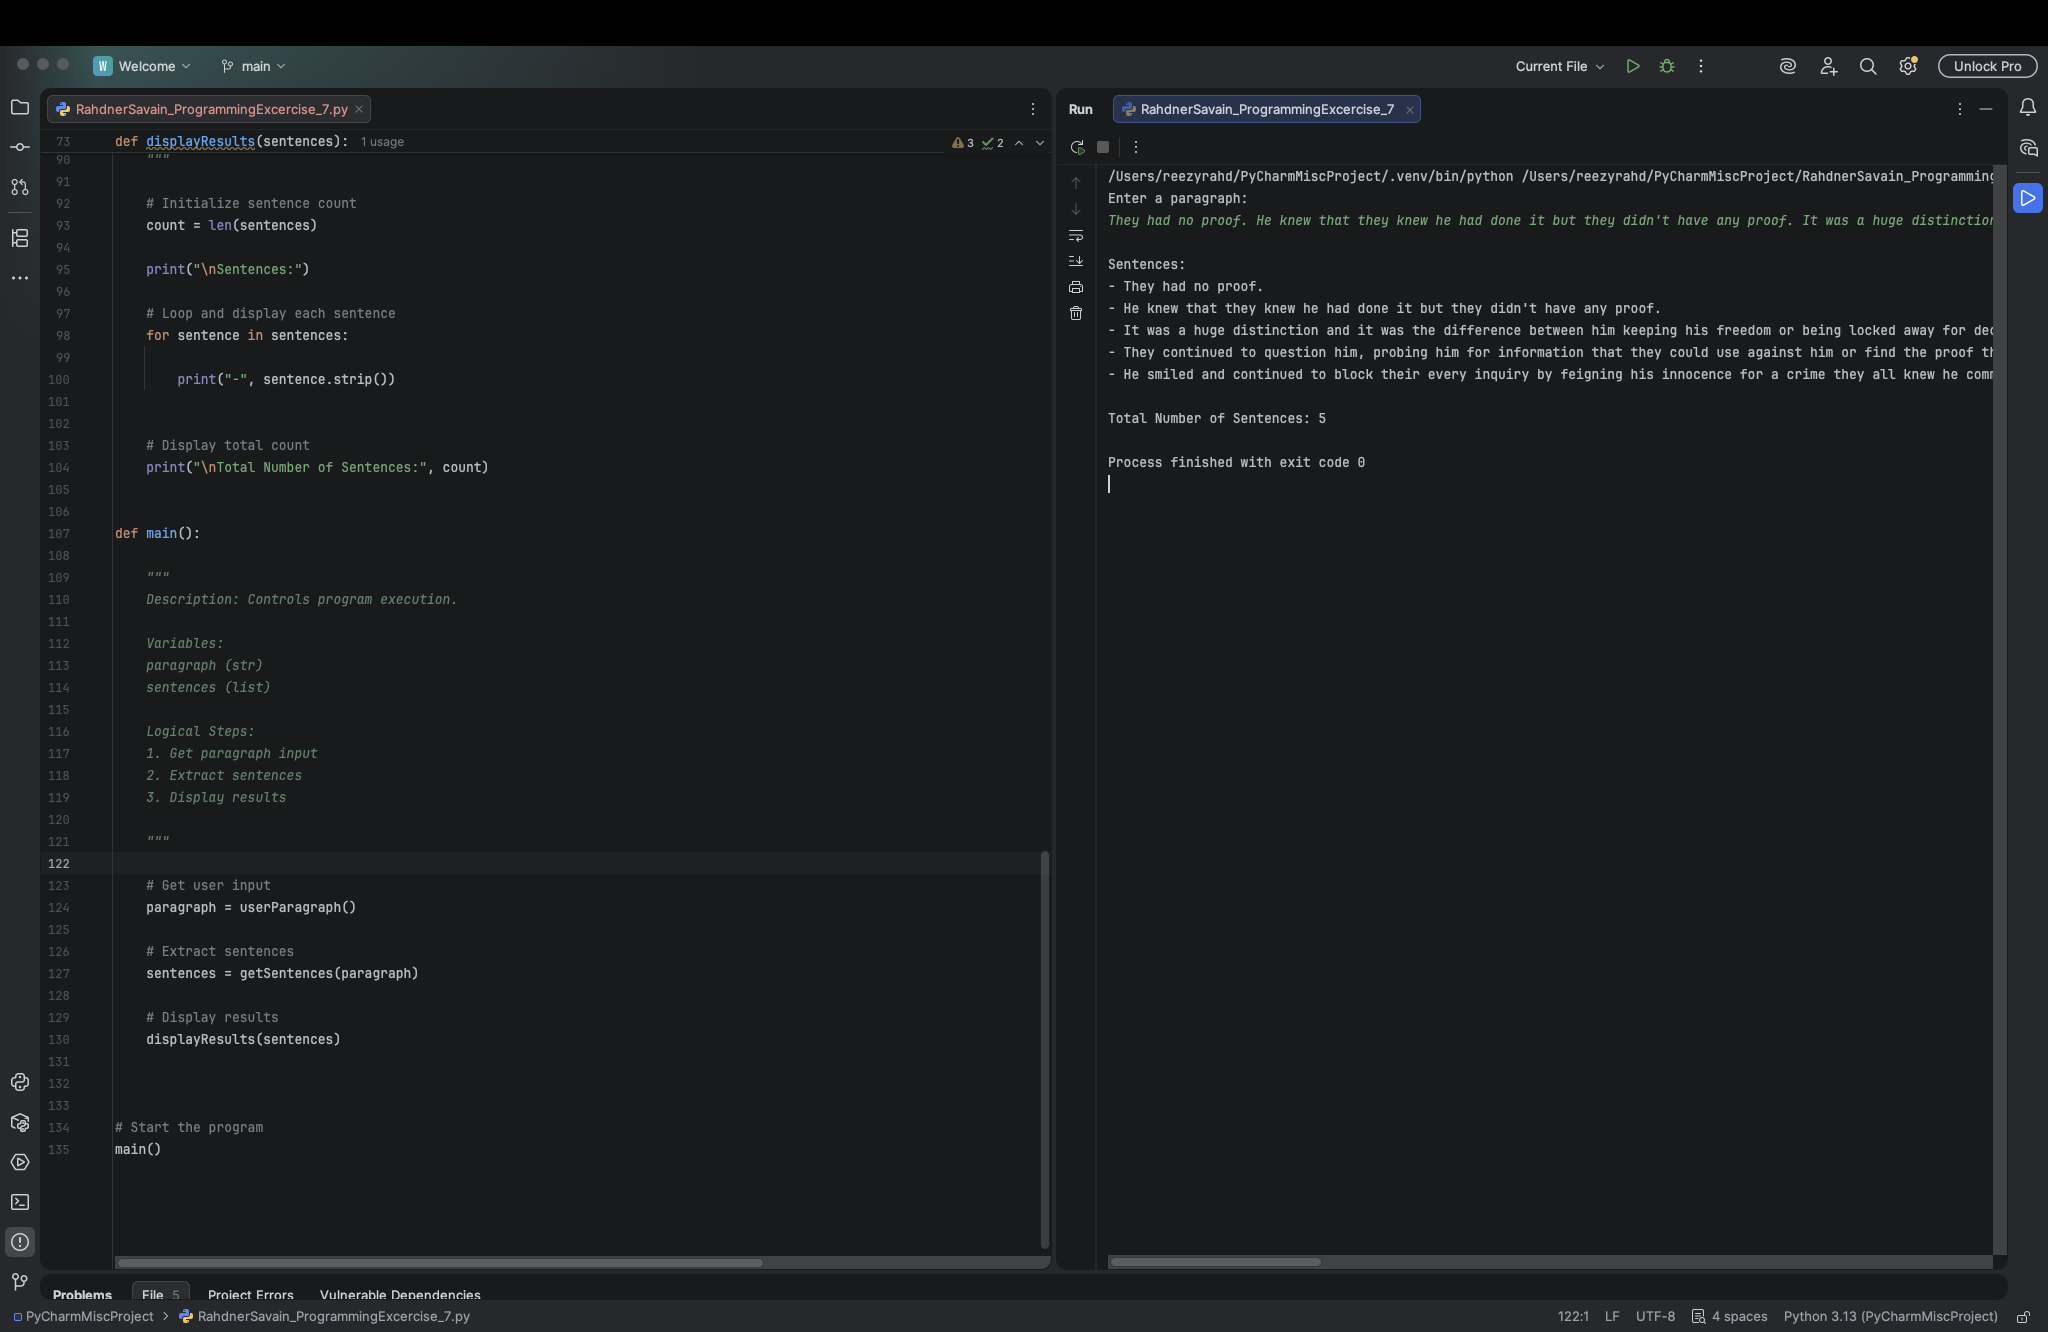 W Welcome main Current File Unlock Pro
RahdnerSavain_ProgrammingExcercise_7.py
73 def displayResults(sentences): 1 usage 3 2
90 """
91
92 # Initialize sentence count
93 count = len(sentences)
94
95 print("\nSentences:")
96
97 # Loop and display each sentence
98 for sentence in sentences:
99
100 print("-", sentence.strip())
101
102
103 # Display total count
104 print("\nTotal Number of Sentences:", count)
105
106
107 def main():
108
109 """
110 Description: Controls program execution.
111
112 Variables:
113 paragraph (str)
114 sentences (list)
115
116 Logical Steps:
117 1. Get paragraph input
118 2. Extract sentences
119 3. Display results
120
121 """
122
123 # Get user input
124 paragraph = userParagraph()
125
126 # Extract sentences
127 sentences = getSentences(paragraph)
128
129 # Display results
130 displayResults(sentences)
131
132
133
134 # Start the program
135 main()
Run RahdnerSavain_ProgrammingExcercise_7
/Users/reezyrahd/PyCharmMiscProject/.venv/bin/python /Users/reezyrahd/PyCharmMiscProject/RahdnerSavain_Programming
Enter a paragraph:
They had no proof. He knew that they knew he had done it but they didn't have any proof. It was a huge distinction
Sentences:
- They had no proof.
- He knew that they knew he had done it but they didn't have any proof.
- It was a huge distinction and it was the difference between him keeping his freedom or being locked away for dec
- They continued to question him, probing him for information that they could use against him or find the proof th
- He smiled and continued to block their every inquiry by feigning his innocence for a crime they all knew he com
Total Number of Sentences: 5
Process finished with exit code 0
Problems File 5 Project Errors Vulnerable Dependencies
PyCharmMiscProject > RahdnerSavain_ProgrammingExcercise_7.py 122:1 LF UTF-8 4 spaces Python 3.13 (PyCharmMiscProject)